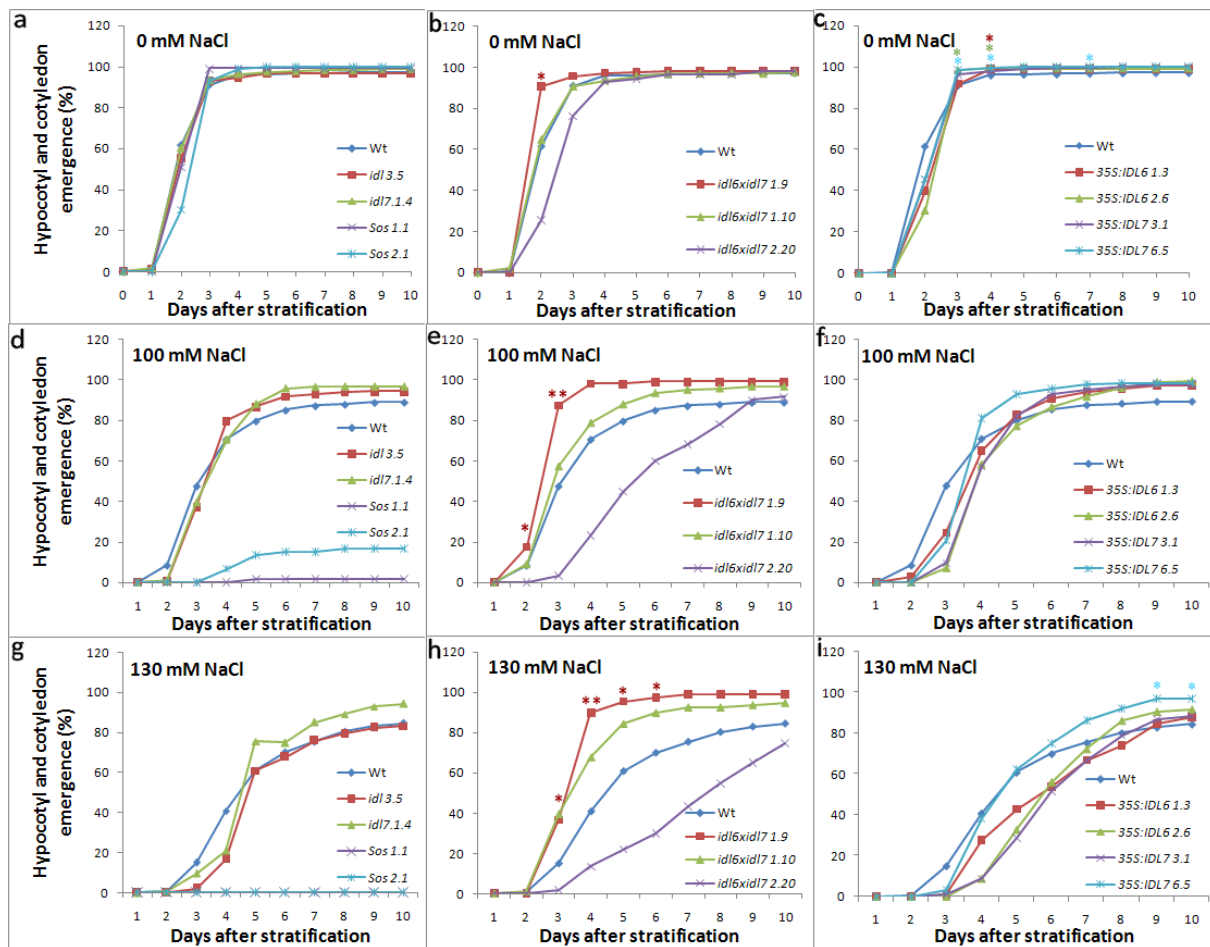 a
0 mM NaCl
Hypocotyl and cotyledon
emergence (%)
120
100
80
60
40
20
0
Wt
idl 3.5
idl7.1.4
Sos 1.1
Sos 2.1
0 1 2 3 4 5 6 7 8 9 10
Days after stratification
b
0 mM NaCl
120
100
80
60
40
20
0
*
Wt
idl6xidl7 1.9
idl6xidl7 1.10
idl6xidl7 2.20
0 1 2 3 4 5 6 7 8 9 10
Days after stratification
c
0 mM NaCl
120
100
80
60
40
20
0
*
* *
* * *
Wt
35S:IDL6 1.3
35S:IDL6 2.6
35S:IDL7 3.1
35S:IDL7 6.5
0 1 2 3 4 5 6 7 8 9 10
Days after stratification
d
100 mM NaCl
Hypocotyl and cotyledon
emergence (%)
120
100
80
60
40
20
0
Wt
idl 3.5
idl7.1.4
Sos 1.1
Sos 2.1
1 2 3 4 5 6 7 8 9 10
Days after stratification
e
100 mM NaCl
120
100
80
60
40
20
0
* **
Wt
idl6xidl7 1.9
idl6xidl7 1.10
idl6xidl7 2.20
1 2 3 4 5 6 7 8 9 10
Days after stratification
f
100 mM NaCl
120
100
80
60
40
20
0
Wt
35S:IDL6 1.3
35S:IDL6 2.6
35S:IDL7 3.1
35S:IDL7 6.5
1 2 3 4 5 6 7 8 9 10
Days after stratification
g
130 mM NaCl
Hypocotyl and cotyledon
emergence (%)
120
100
80
60
40
20
0
Wt
idl 3.5
idl7.1.4
Sos 1.1
Sos 2.1
1 2 3 4 5 6 7 8 9 10
Days after stratification
h
130 mM NaCl
120
100
80
60
40
20
0
* ** * *
Wt
idl6xidl7 1.9
idl6xidl7 1.10
idl6xidl7 2.20
1 2 3 4 5 6 7 8 9 10
Days after stratification
i
130 mM NaCl
120
100
80
60
40
20
0
* *
Wt
35S:IDL6 1.3
35S:IDL6 2.6
35S:IDL7 3.1
35S:IDL7 6.5
1 2 3 4 5 6 7 8 9 10
Days after stratification